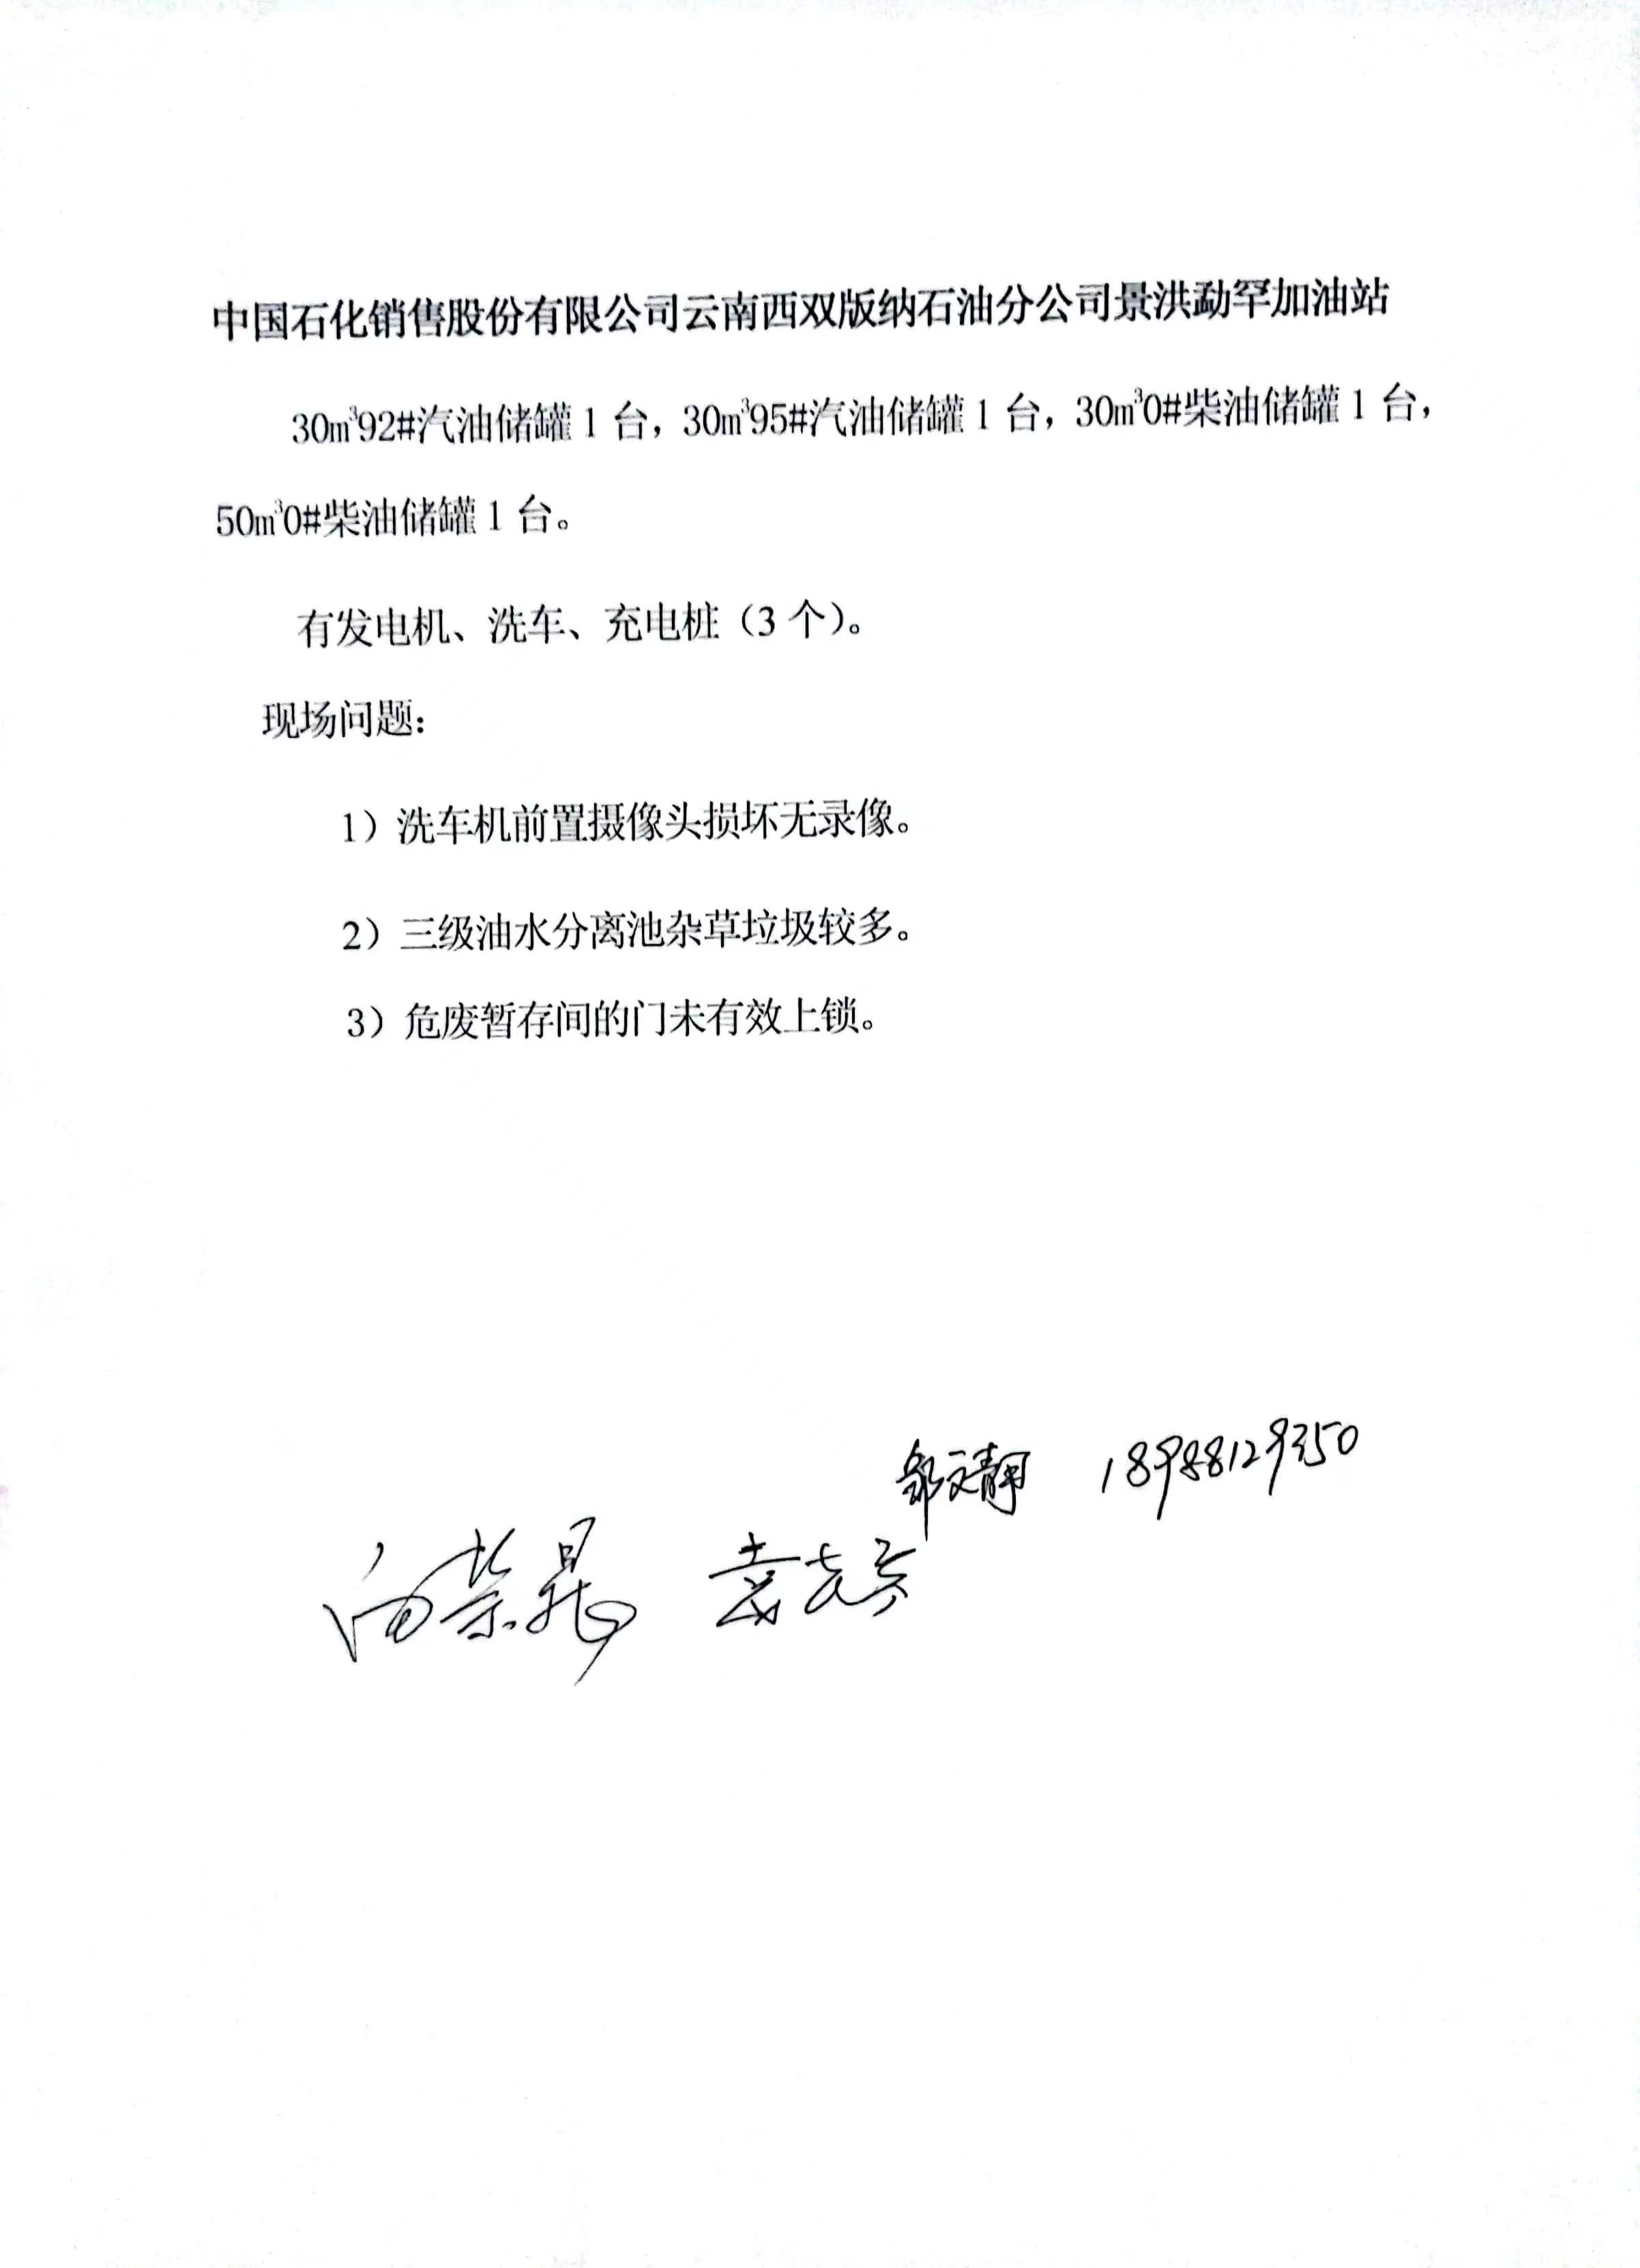 中国石化销售股份有限公司云南西双版纳石油分公司景洪勐罕加油站
30m³92#汽油储罐1台，30m³95#汽油储罐1台，30m³0#柴油储罐1台，
50m³0#柴油储罐1台。
有发电机、洗车、充电桩（3个）。
现场问题：
1）洗车机前置摄像头损坏无录像。
2）三级油水分离池杂草垃圾较多。
3）危废暂存间的门未有效上锁。
文静